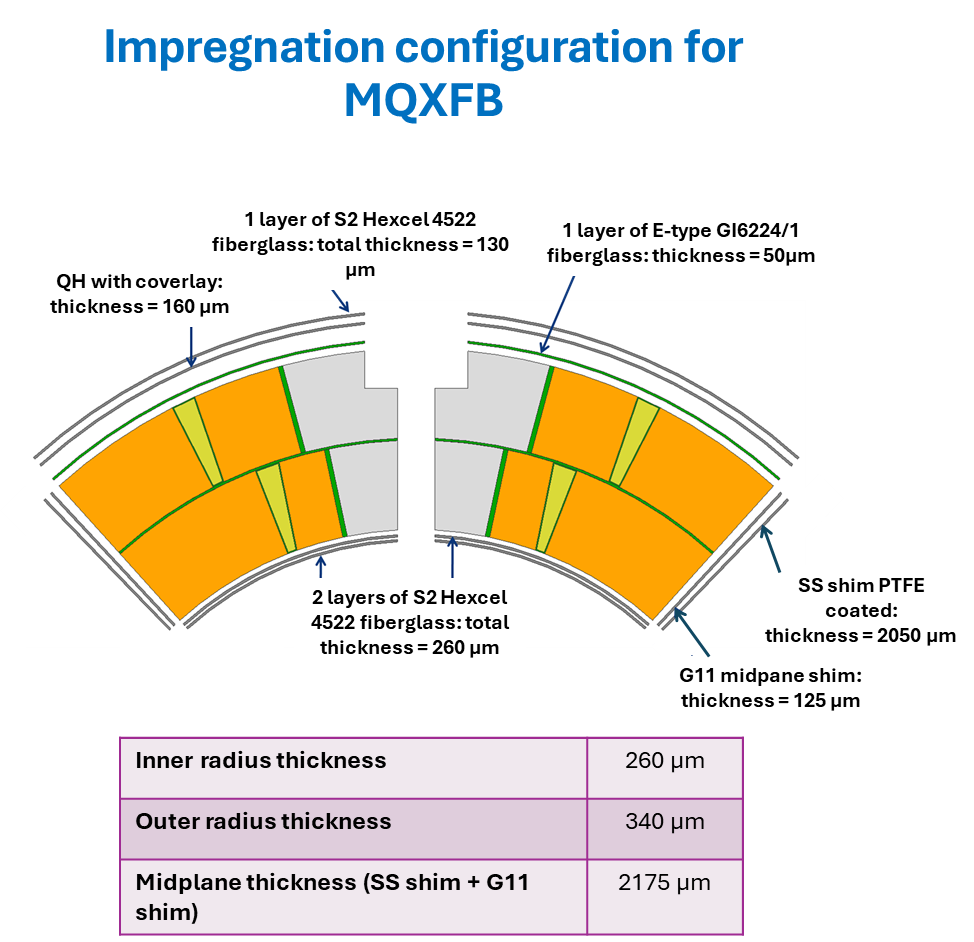 Impregnation configuration for
MQXFB
1 layer of S2 Hexcel 4522
fiberglass: total thickness = 130
µm
1 layer of E-type GI6224/1
fiberglass: thickness = 50µm
QH with coverlay:
thickness = 160 µm
2 layers of S2 Hexcel
4522 fiberglass: total
thickness = 260 µm
SS shim PTFE
coated:
thickness = 2050 µm
G11 midpane shim:
thickness = 125 µm
Inner radius thickness 260 µm
Outer radius thickness 340 µm
Midplane thickness (SS shim + G11 2175 µm
shim)